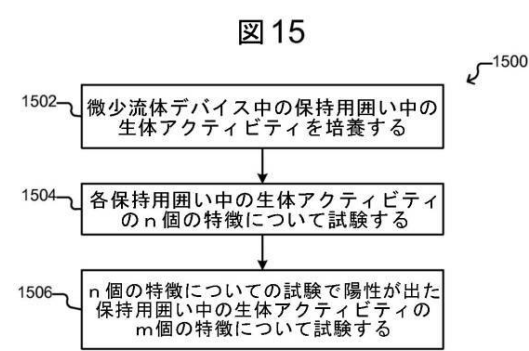 図15
1500
1502
微少流体デバイス中の保持用囲い中の
生体アクティビティを培養する
1504
各保持用囲い中の生体アクティビティ
のn個の特徴について試験する
1506
n個の特徴についての試験で陽性が出た
保持用囲い中の生体アクティビティの
m個の特徴について試験する